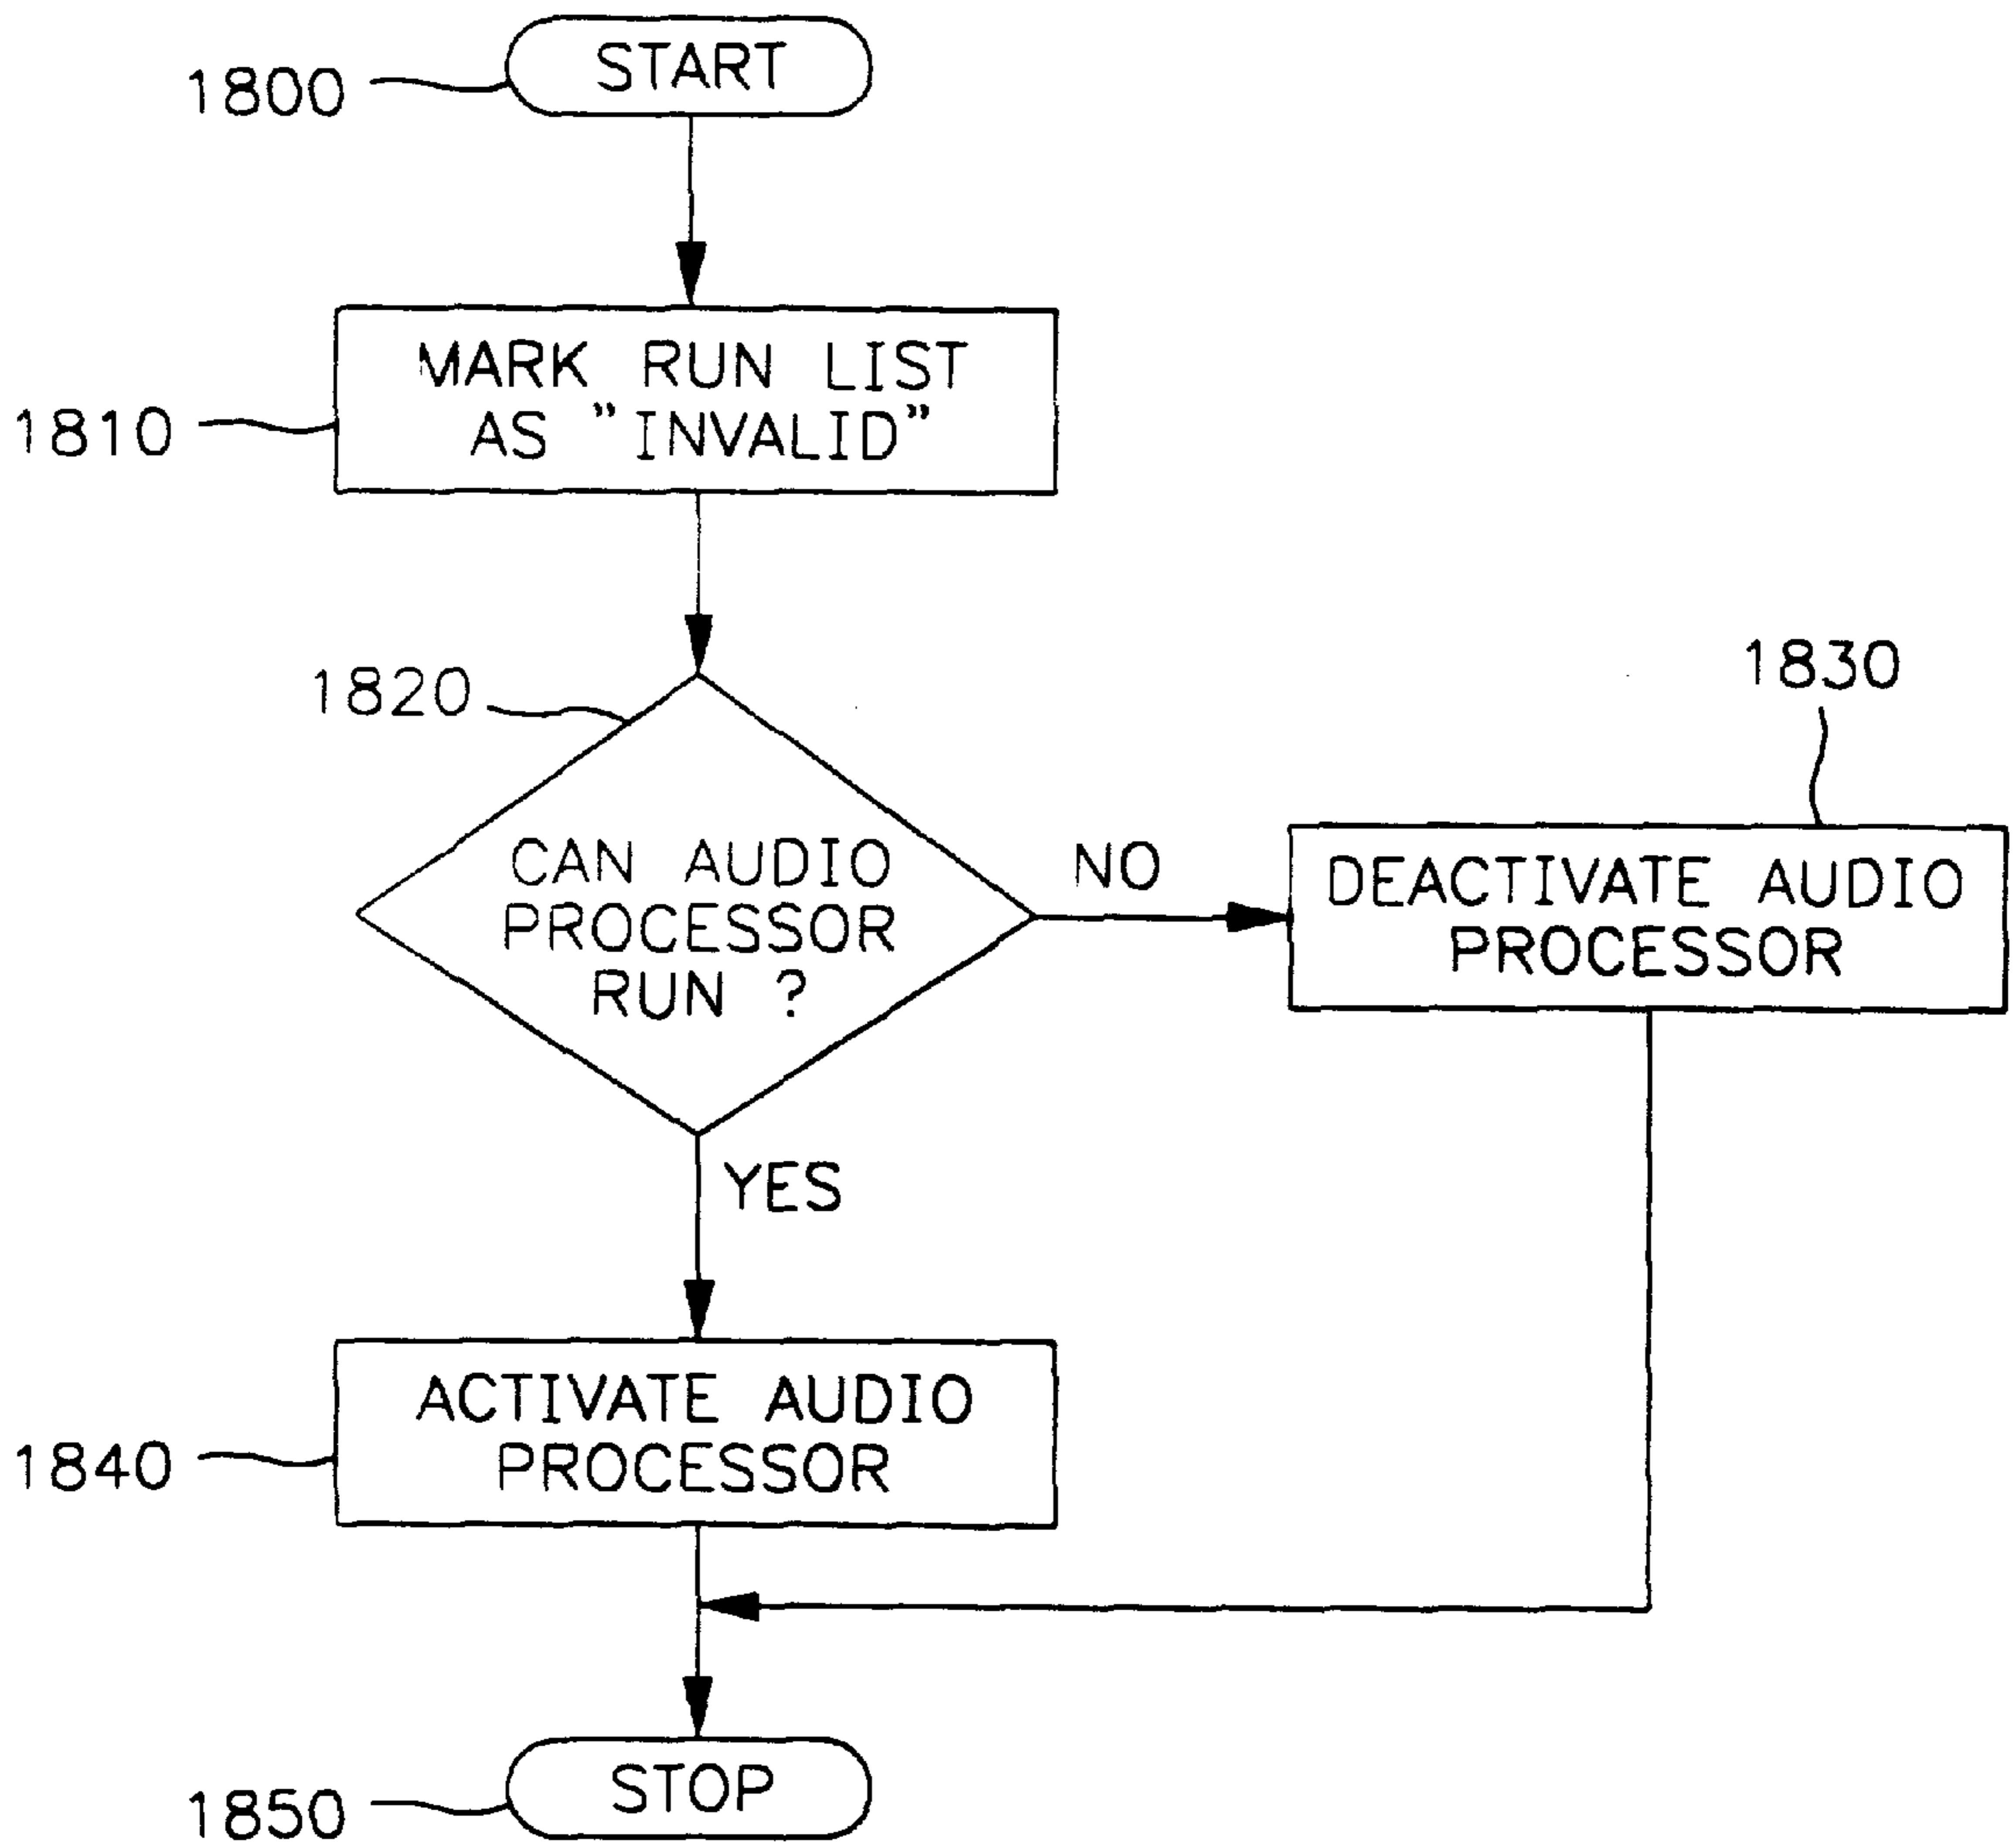 START
1800
MARK RUN LIST
AS "INVALID"
1810
1820
1830
CAN AUDIO
PROCESSOR
RUN ?
NO
DEACTIVATE AUDIO
PROCESSOR
YES
ACTIVATE AUDIO
PROCESSOR
1840
STOP
1850